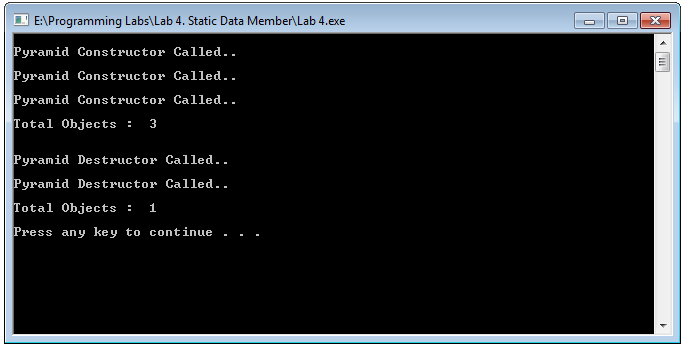 E:\Programming Labs\Lab 4. Static Data Member\Lab 4.exe
Pyramid Constructor Called..
Pyramid Constructor Called..
Pyramid Constructor Called..
Total Objects :  3
Pyramid Destructor Called..
Pyramid Destructor Called..
Total Objects :  1
Press any key to continue . . .